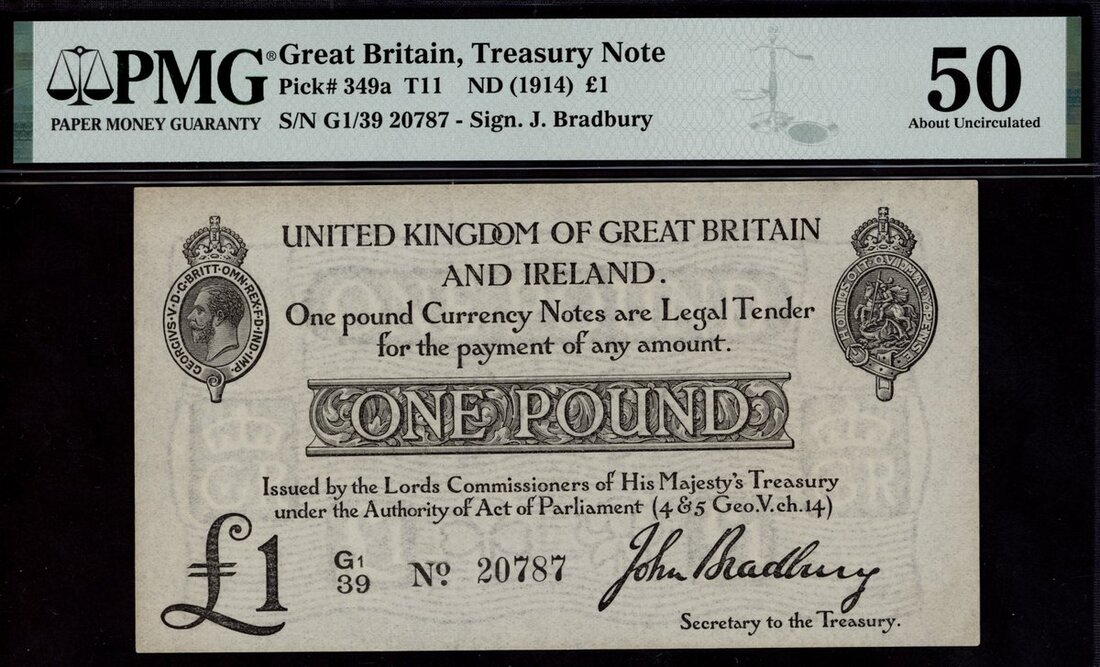 PMG®
PAPER MONEY GUARANTY
Great Britain, Treasury Note
Pick# 349a T11 ND (1914) £1
S/N G1/39 20787 - Sign. J. Bradbury
50
About Uncirculated
UNITED KINGDOM OF GREAT BRITAIN
AND IRELAND.
GEORGIVS·V·D·G·BRITT·OMN·REX·F·D·IND·IMP·
HONI·SOIT·QUI·MAL·Y·PENSE
One pound Currency Notes are Legal Tender
for the payment of any amount.
ONE POUND
Issued by the Lords Commissioners of His Majesty's Treasury
under the Authority of Act of Parliament (4 & 5 Geo.V.ch.14)
£1
G1
39
No. 20787
John Bradbury
Secretary to the Treasury.
GR
GR